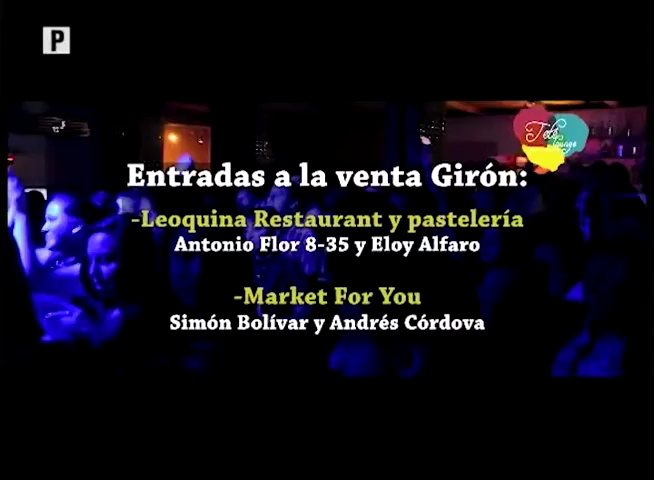 P
Tele
Entradas a la venta Girón:
-Leoquina Restaurant y pastelería
Antonio Flor 8-35 y Eloy Alfaro
-Market For You
Simón Bolívar y Andrés Córdova